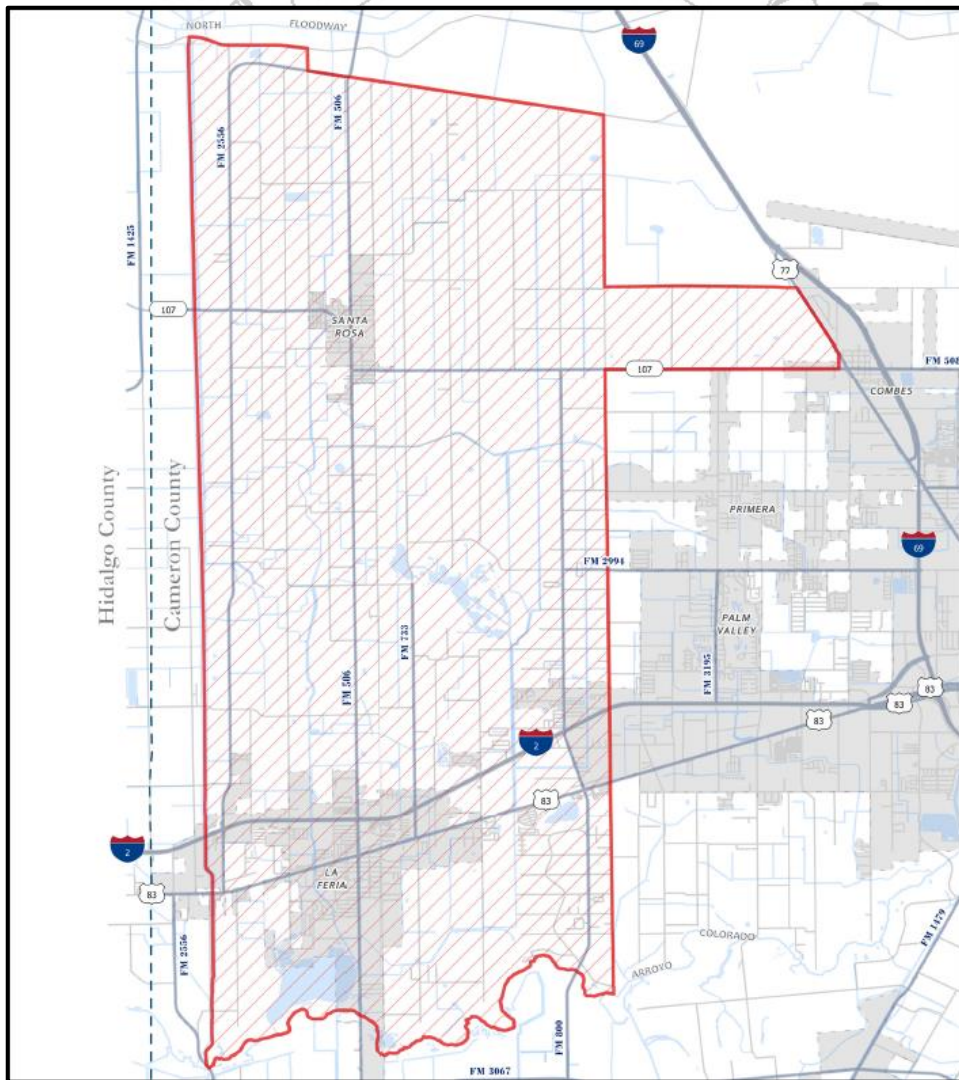 NORTH
FLOODWAY
69
FM 506
FM 2556
FM 1425
77
107
SANTA
ROSA
107
FM 508
COMBES
Hidalgo County
Cameron County
PRIMERA
69
FM 2994
PALM
VALLEY
FM 733
FM 3195
FM 506
83
83
83
2
83
2
LA
FERIA
83
FM 2556
COLORADO
ARROYO
FM 1479
FM 800
FM 3067